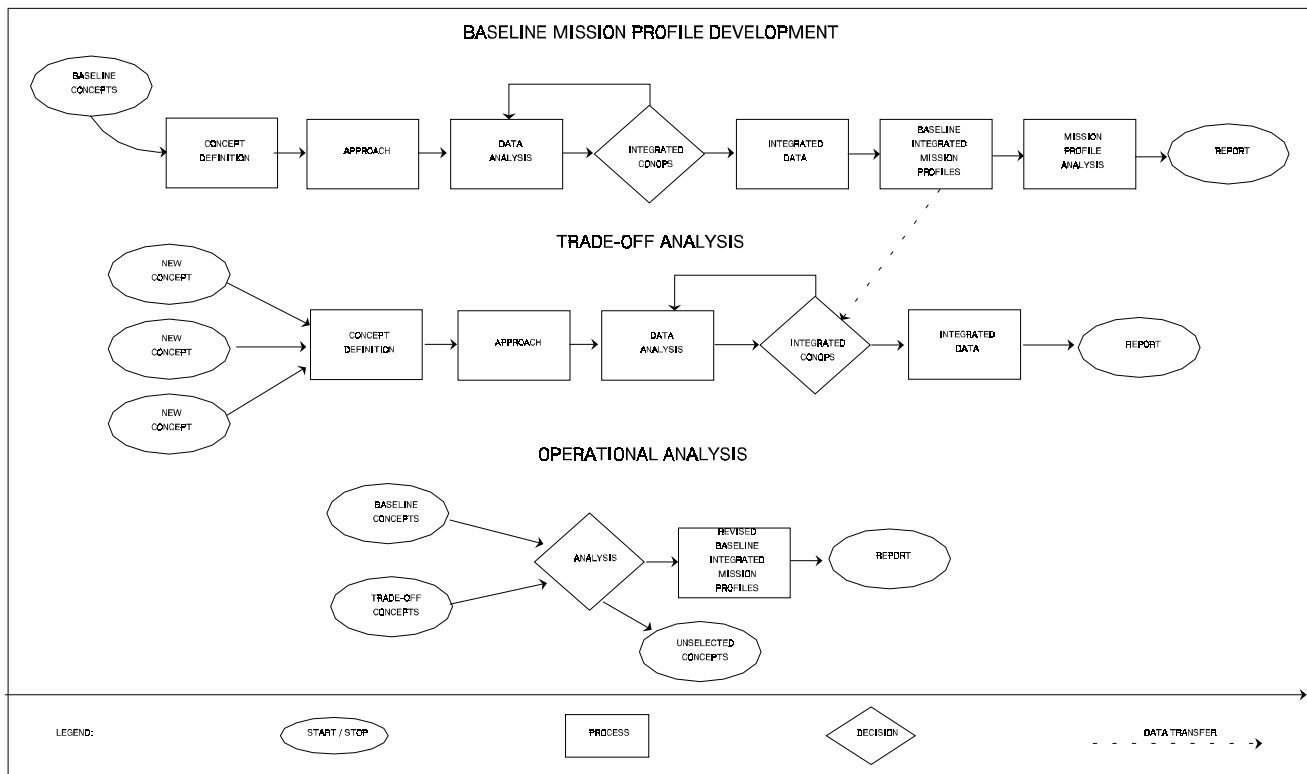 BASELINE MISSION PROFILE DEVELOPMENT
BASELINE
CONCEPTS
CONCEPT
DEFINITION
APPROACH
DATA
ANALYSIS
INTEGRATED
CONOPS
INTEGRATED
DATA
BASELINE
INTEGRATED
MISSION
PROFILES
MISSION
PROFILE
ANALYSIS
REPORT
TRADE-OFF ANALYSIS
NEW
CONCEPT
NEW
CONCEPT
NEW
CONCEPT
CONCEPT
DEFINITION
APPROACH
DATA
ANALYSIS
INTEGRATED
CONOPS
INTEGRATED
DATA
REPORT
OPERATIONAL ANALYSIS
BASELINE
CONCEPTS
TRADE-OFF
CONCEPTS
ANALYSIS
REVISED
BASELINE
INTEGRATED
MISSION
PROFILES
REPORT
UNSELECTED
CONCEPTS
LEGEND:
START / STOP
PROCESS
DECISION
DATA TRANSFER